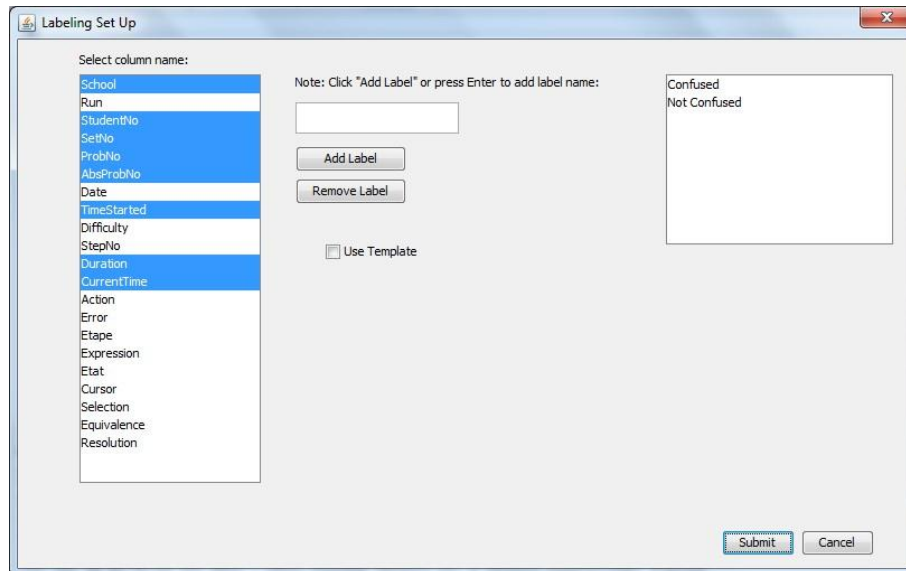 Labeling Set Up
Select column name:
School
Run
StudentNo
SetNo
ProbNo
AbsProbNo
Date
TimeStarted
Difficulty
StepNo
Duration
CurrentTime
Action
Error
Etape
Expression
Etat
Cursor
Selection
Equivalence
Resolution
Note: Click "Add Label" or press Enter to add label name:
Add Label
Remove Label
Use Template
Confused
Not Confused
Submit
Cancel